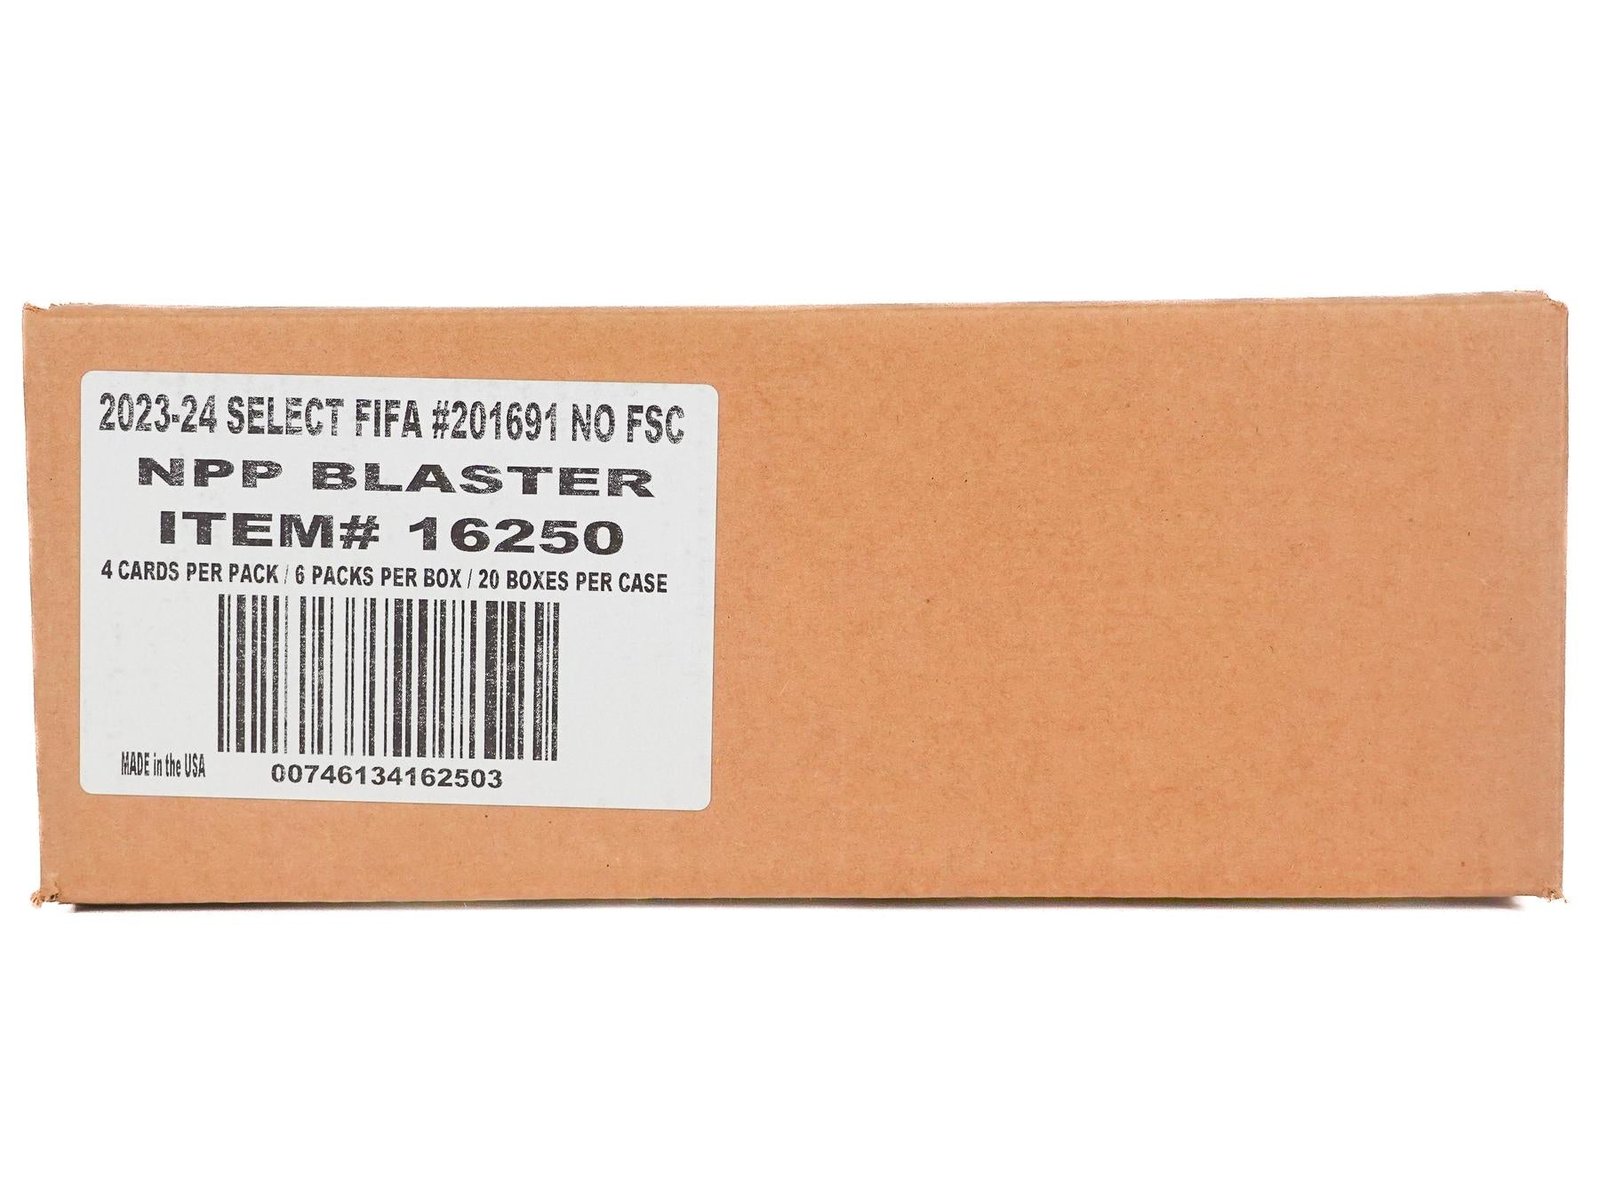 2023-24 SELECT FIFA #201691 NO FSC
NPP BLASTER
ITEM# 16250
4 CARDS PER PACK / 6 PACKS PER BOX / 20 BOXES PER CASE
MADE in the USA
00746134162503